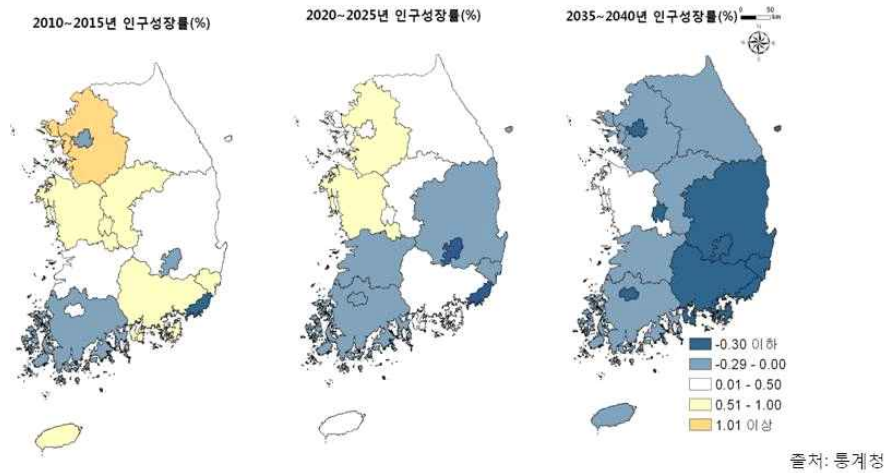 2010~2015년 인구성장률(%)
2020~2025년 인구성장률(%)
2035~2040년 인구성장률(%)
0 50
km
-0.30 이하
-0.29 - 0.00
0.01 - 0.50
0.51 - 1.00
1.01 이상
출처: 통계청